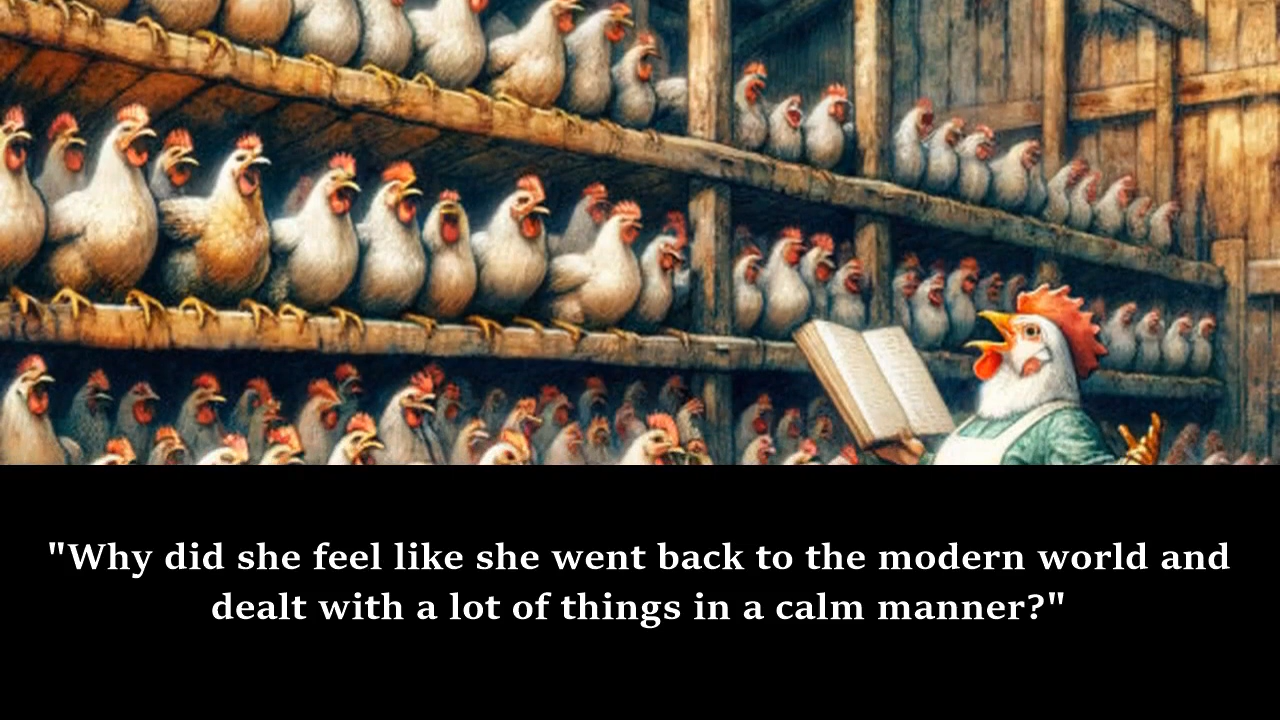 "Why did she feel like she went back to the modern world and
dealt with a lot of things in a calm manner?"